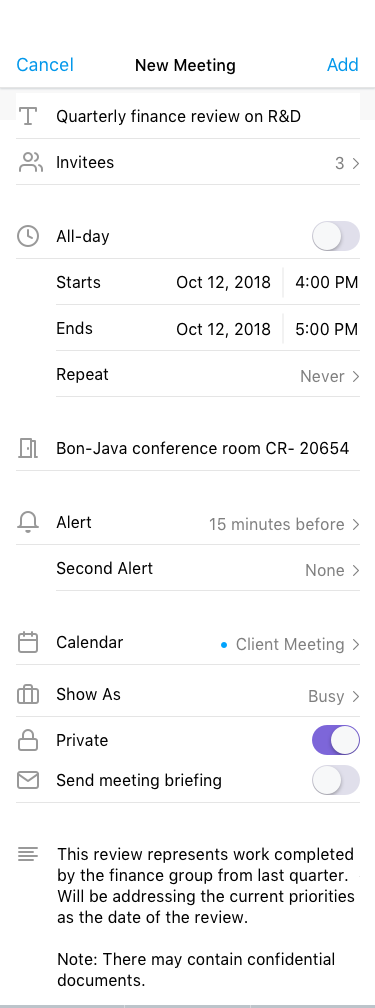 Cancel New Meeting Add
Quarterly finance review on R&D
Invitees 3
All-day
Starts Oct 12, 2018 4:00 PM
Ends Oct 12, 2018 5:00 PM
Repeat Never
Bon-Java conference room CR- 20654
Alert 15 minutes before
Second Alert None
Calendar Client Meeting
Show As Busy
Private
Send meeting briefing
This review represents work completed
by the finance group from last quarter.
Will be addressing the current priorities
as the date of the review.
Note: There may contain confidential
documents.